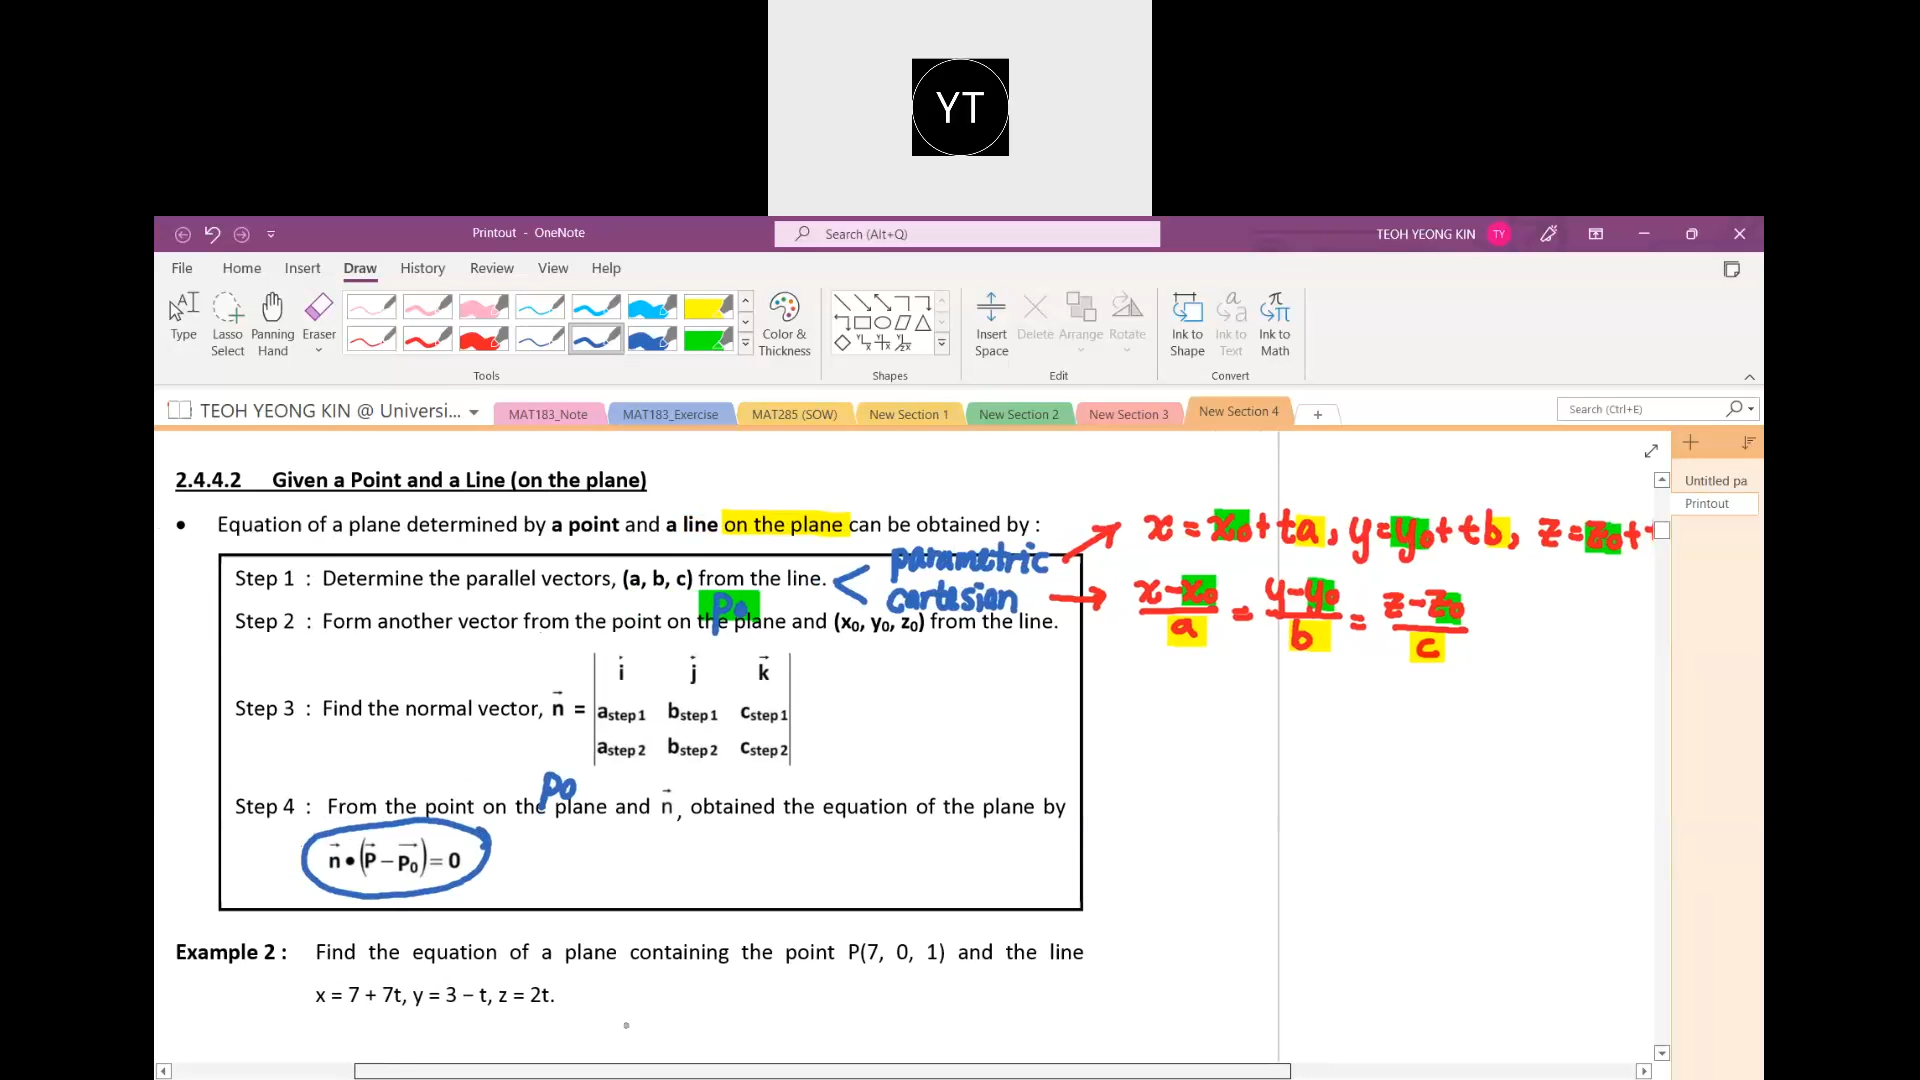 YT
Printout - OneNote
Search (Alt+Q)
TEOH YEONG KIN TY
File Home Insert Draw History Review View Help
Type
Lasso Select
Panning Hand
Eraser
Color & Thickness
Insert Space
Delete
Arrange
Rotate
Ink to Shape
Ink to Text
Ink to Math
Tools
Shapes
Edit
Convert
TEOH YEONG KIN @ Universi...
MAT183_Note MAT183_Exercise MAT285 (SOW) New Section 1 New Section 2 New Section 3 New Section 4 +
Search (Ctrl+E)
Untitled pa
Printout
2.4.4.2 Given a Point and a Line (on the plane)
• Equation of a plane determined by a point and a line on the plane can be obtained by :
x = x₀ + ta, y = y₀ + tb, z = z₀ + t
parametric
Step 1 : Determine the parallel vectors, (a, b, c) from the line.
cartesian
x - x₀ / a = y - y₀ / b = z - z₀ / c
P₀
Step 2 : Form another vector from the point on the plane and (x₀, y₀, z₀) from the line.
i j k
Step 3 : Find the normal vector, n =
a step 1 b step 1 c step 1
a step 2 b step 2 c step 2
P₀
Step 4 : From the point on the plane and n, obtained the equation of the plane by
n • (P − P₀) = 0
Example 2 : Find the equation of a plane containing the point P(7, 0, 1) and the line
x = 7 + 7t, y = 3 − t, z = 2t.